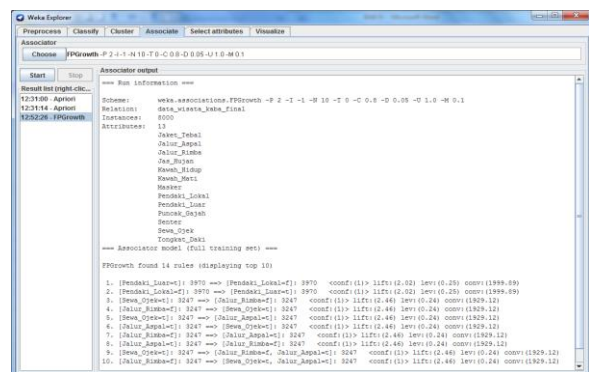 Weka Explorer
Preprocess Classify Cluster Associate Select attributes Visualize
Associator
Choose FPGrowth -P 2 -I -1 -N 10 -T 0 -C 0.8 -D 0.05 -U 1.0 -M 0.1
Start Stop
Result list (right-clic...
12:31:00 - Apriori
12:31:14 - Apriori
12:52:26 - FPGrowth
Associator output
=== Run information ===
Scheme: weka.associations.FPGrowth -P 2 -I -1 -N 10 -T 0 -C 0.8 -D 0.05 -U 1.0 -M 0.1
Relation: data_wisata_kaba_final
Instances: 8000
Attributes: 13
Jaket_Tebal
Jalur_Aspal
Jalur_Rimba
Jas_Hujan
Kawah_Hidup
Kawah_Mati
Masker
Pendaki_Lokal
Pendaki_Luar
Puncak_Gajah
Senter
Sewa_Ojek
Tongkat_Daki
=== Associator model (full training set) ===
FPGrowth found 14 rules (displaying top 10)
1. [Pendaki_Luar=t]: 3970 ==> [Pendaki_Lokal=f]: 3970 <conf:(1)> lift:(2.02) lev:(0.25) conv:(1999.89)
2. [Pendaki_Lokal=f]: 3970 ==> [Pendaki_Luar=t]: 3970 <conf:(1)> lift:(2.02) lev:(0.25) conv:(1999.89)
3. [Sewa_Ojek=t]: 3247 ==> [Jalur_Rimba=f]: 3247 <conf:(1)> lift:(2.46) lev:(0.24) conv:(1929.12)
4. [Jalur_Rimba=f]: 3247 ==> [Sewa_Ojek=t]: 3247 <conf:(1)> lift:(2.46) lev:(0.24) conv:(1929.12)
5. [Sewa_Ojek=t]: 3247 ==> [Jalur_Aspal=t]: 3247 <conf:(1)> lift:(2.46) lev:(0.24) conv:(1929.12)
6. [Jalur_Aspal=t]: 3247 ==> [Sewa_Ojek=t]: 3247 <conf:(1)> lift:(2.46) lev:(0.24) conv:(1929.12)
7. [Jalur_Rimba=f]: 3247 ==> [Jalur_Aspal=t]: 3247 <conf:(1)> lift:(2.46) lev:(0.24) conv:(1929.12)
8. [Jalur_Aspal=t]: 3247 ==> [Jalur_Rimba=f]: 3247 <conf:(1)> lift:(2.46) lev:(0.24) conv:(1929.12)
9. [Sewa_Ojek=t]: 3247 ==> [Jalur_Rimba=f, Jalur_Aspal=t]: 3247 <conf:(1)> lift:(2.46) lev:(0.24) conv:(1929.12)
10. [Jalur_Rimba=f]: 3247 ==> [Sewa_Ojek=t, Jalur_Aspal=t]: 3247 <conf:(1)> lift:(2.46) lev:(0.24) conv:(1929.12)